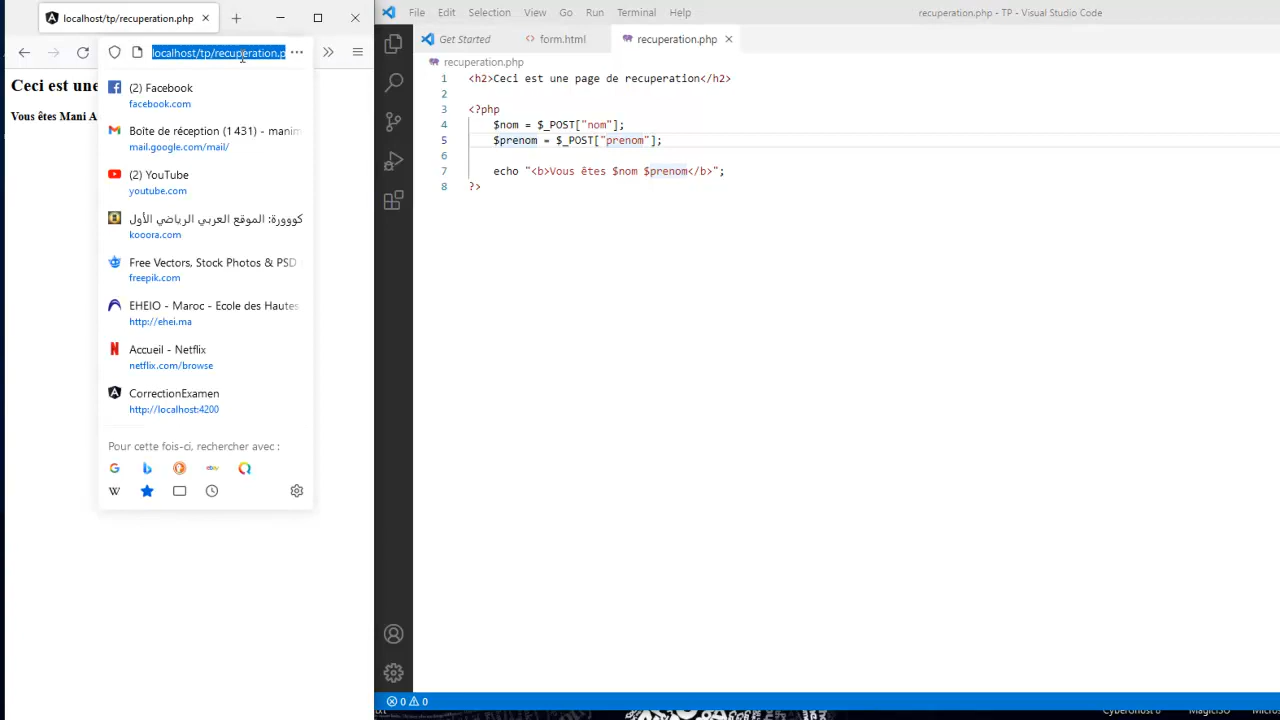 localhost/tp/recuperation.php
localhost/tp/recuperation.p
Ceci est une
Vous êtes Mani A
(2) Facebook
facebook.com
Boîte de réception (1 431) - manim
mail.google.com/mail/
(2) YouTube
youtube.com
كووورة: الموقع العربي الرياضي الأول
kooora.com
Free Vectors, Stock Photos & PSD
freepik.com
EHEIO - Maroc - Ecole des Hautes
http://ehei.ma
Accueil - Netflix
netflix.com/browse
CorrectionExamen
http://localhost:4200
Pour cette fois-ci, rechercher avec :
File Edit Selection View Go Run Terminal Help
recuperation.php - TP - Visual Studio Code
Get Started
form.html
recuperation.php
recuperation.php
1 <h2>Ceci est une page de recuperation</h2>
2
3 <?php
4 $nom = $_POST["nom"];
5 $prenom = $_POST["prenom"];
6
7 echo "<b>Vous êtes $nom $prenom</b>";
8 ?>
0 0